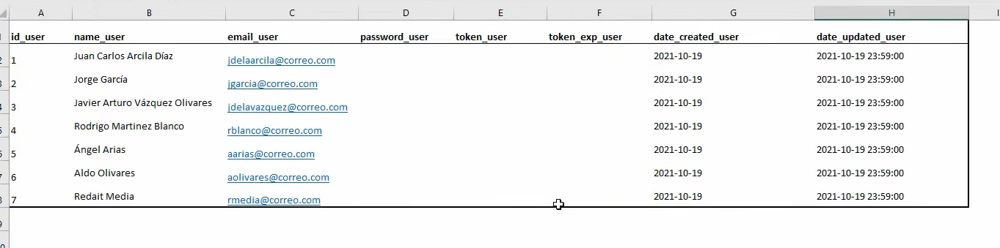 A B C D E F G H
id_user name_user email_user password_user token_user token_exp_user date_created_user date_updated_user
2 1 Juan Carlos Arcila Díaz jdelaarcila@correo.com 2021-10-19 2021-10-19 23:59:00
2 Jorge García jgarcia@correo.com 2021-10-19 2021-10-19 23:59:00
3 Javier Arturo Vázquez Olivares jdelavazquez@correo.com 2021-10-19 2021-10-19 23:59:00
4 Rodrigo Martinez Blanco rblanco@correo.com 2021-10-19 2021-10-19 23:59:00
5 Ángel Arias aarias@correo.com 2021-10-19 2021-10-19 23:59:00
6 Aldo Olivares aolivares@correo.com 2021-10-19 2021-10-19 23:59:00
7 Redait Media rmedia@correo.com 2021-10-19 2021-10-19 23:59:00